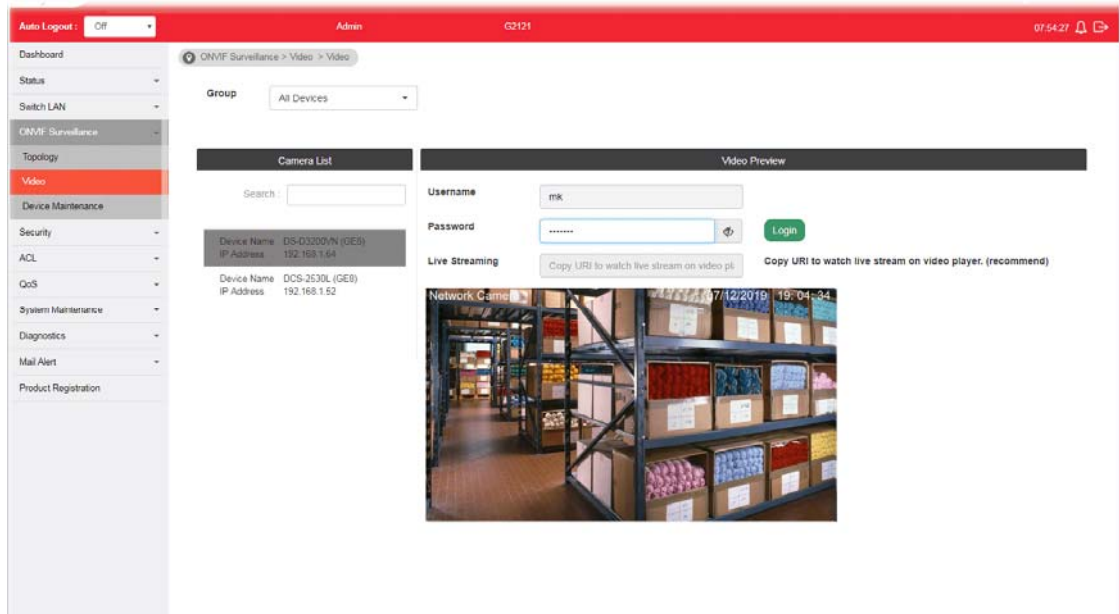 Auto Logout : Off Admin G2121 07:54:27
Dashboard
Status
Switch LAN
ONVIF Surveillance
Topology
Video
Device Maintenance
Security
ACL
QoS
System Maintenance
Diagnostics
Mail Alert
Product Registration
ONVIF Surveillance > Video > Video
Group All Devices
Camera List
Search :
Device Name DS-D3200VN (GE6)
IP Address 192.168.1.64
Device Name DCS-2530L (GE8)
IP Address 192.168.1.52
Video Preview
Username mk
Password ······· Login
Live Streaming Copy URI to watch live stream on video pl Copy URI to watch live stream on video player. (recommend)
Network Camera 07/12/2019 19:04:34